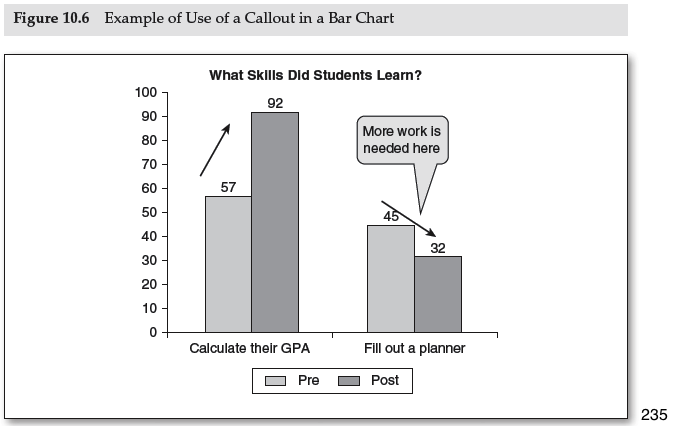 Figure 10.6 Example of Use of a Callout in a Bar Chart
What Skills Did Students Learn?
100
90
80
70
60
50
40
30
20
10
0
57
92
45
32
More work is
needed here
Calculate their GPA
Fill out a planner
Pre Post
235